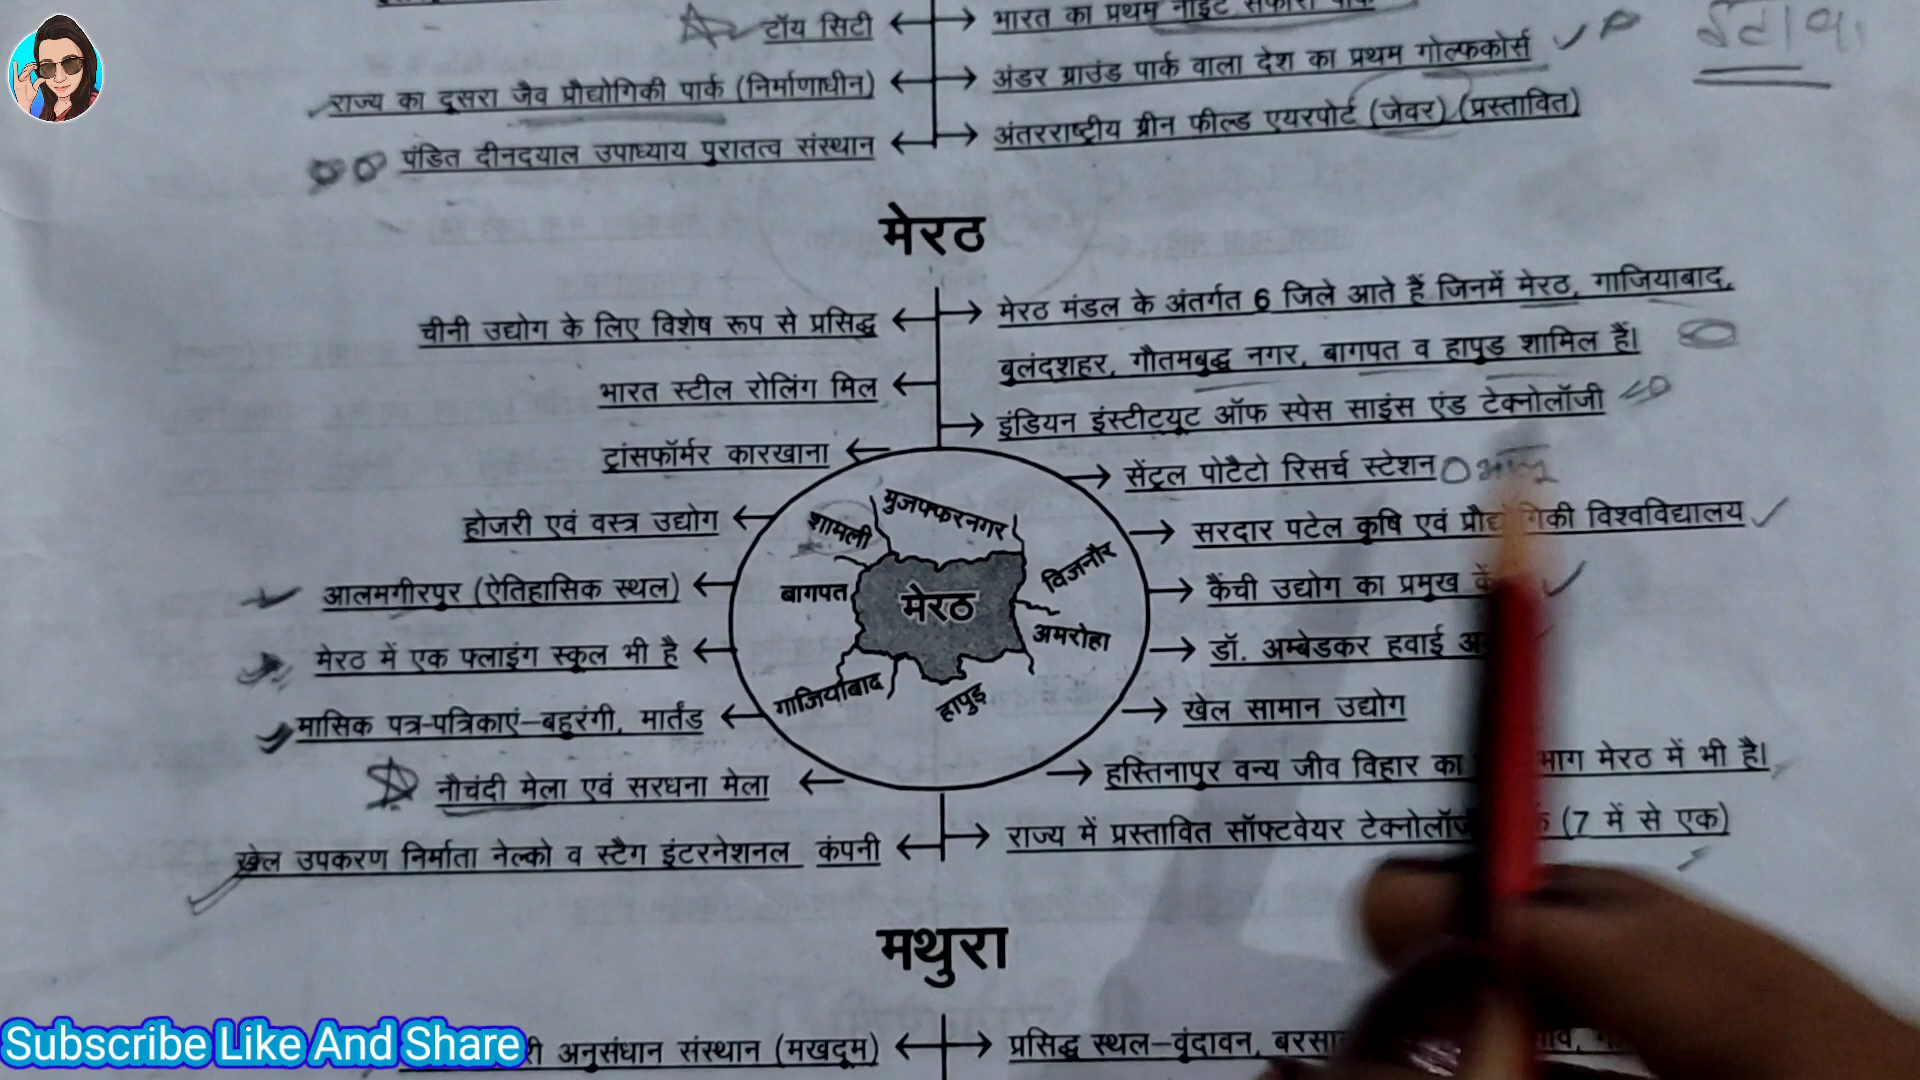 टॉय सिटी
भारत का प्रथम नाइट सफारी पार्क
राज्य का दूसरा जैव प्रौद्योगिकी पार्क (निर्माणाधीन)
अंडर ग्राउंड पार्क वाला देश का प्रथम गोल्फकोर्स
पंडित दीनदयाल उपाध्याय पुरातत्व संस्थान
अंतरराष्ट्रीय ग्रीन फील्ड एयरपोर्ट (जेवर) (प्रस्तावित)
मेरठ
चीनी उद्योग के लिए विशेष रूप से प्रसिद्ध
भारत स्टील रोलिंग मिल
ट्रांसफॉर्मर कारखाना
होजरी एवं वस्त्र उद्योग
आलमगीरपुर (ऐतिहासिक स्थल)
मेरठ में एक फ्लाइंग स्कूल भी है
मासिक पत्र-पत्रिकाएं–बहुरंगी, मार्तंड
नौचंदी मेला एवं सरधना मेला
खेल उपकरण निर्माता नेल्को व स्टैग इंटरनेशनल कंपनी
मेरठ मंडल के अंतर्गत 6 जिले आते हैं जिनमें मेरठ, गाजियाबाद,
बुलंदशहर, गौतमबुद्ध नगर, बागपत व हापुड़ शामिल हैं।
इंडियन इंस्टीट्यूट ऑफ स्पेस साइंस एंड टेक्नोलॉजी
सेंट्रल पोटैटो रिसर्च स्टेशन
सरदार पटेल कृषि एवं प्रौद्योगिकी विश्वविद्यालय
कैंची उद्योग का प्रमुख
डॉ. अम्बेडकर हवाई
खेल सामान उद्योग
हस्तिनापुर वन्य जीव विहार का भाग मेरठ में भी है।
राज्य में प्रस्तावित सॉफ्टवेयर टेक्नोलॉजी (7 में से एक)
मुजफ्फरनगर
शामली
बिजनौर
बागपत
मेरठ
अमरोहा
गाजियाबाद
हापुड़
मथुरा
अनुसंधान संस्थान (मखदूम)
प्रसिद्ध स्थल–वृंदावन,
Subscribe Like And Share